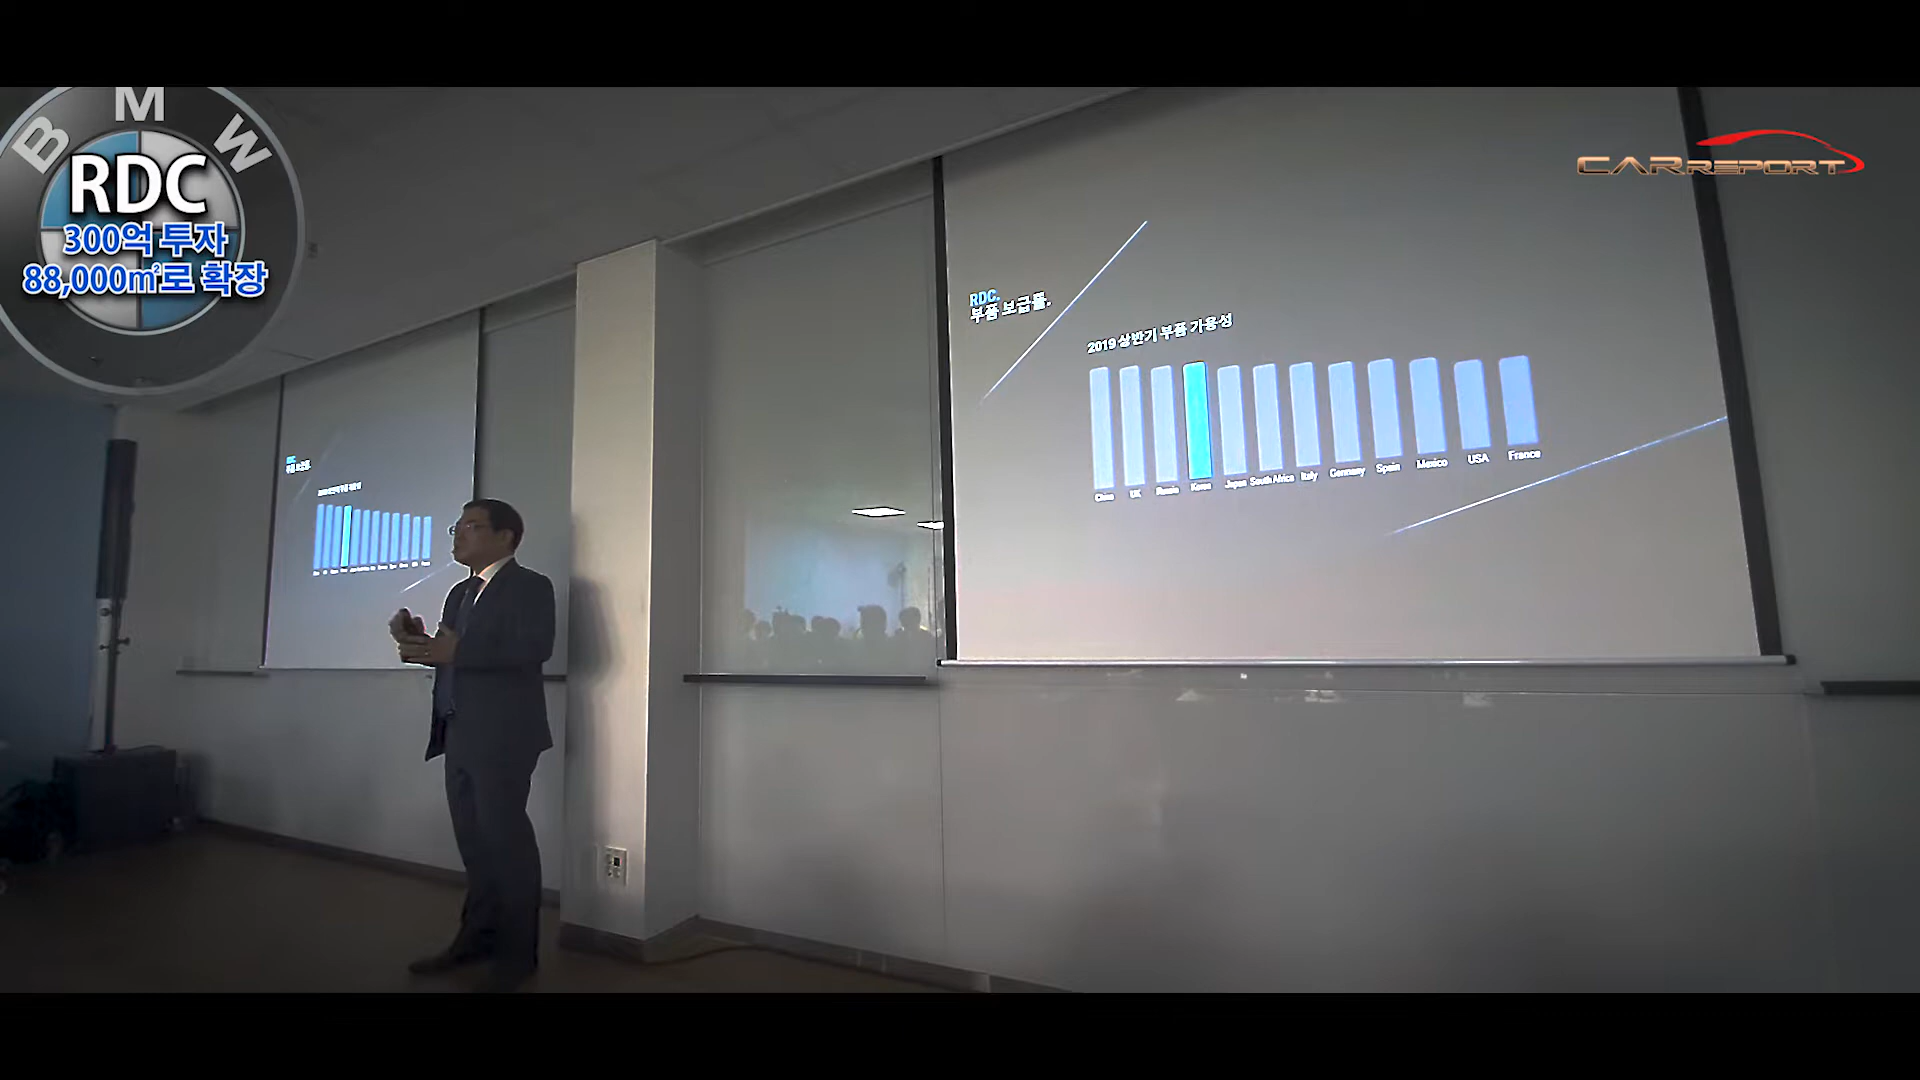 BMW
RDC
300억 투자
88,000㎡로 확장
CARREPORT
RDC.
부품 보급률.
2019 상반기 부품 가용성
China UK Russia Korea Japan South Africa Italy Germany Spain Mexico USA France